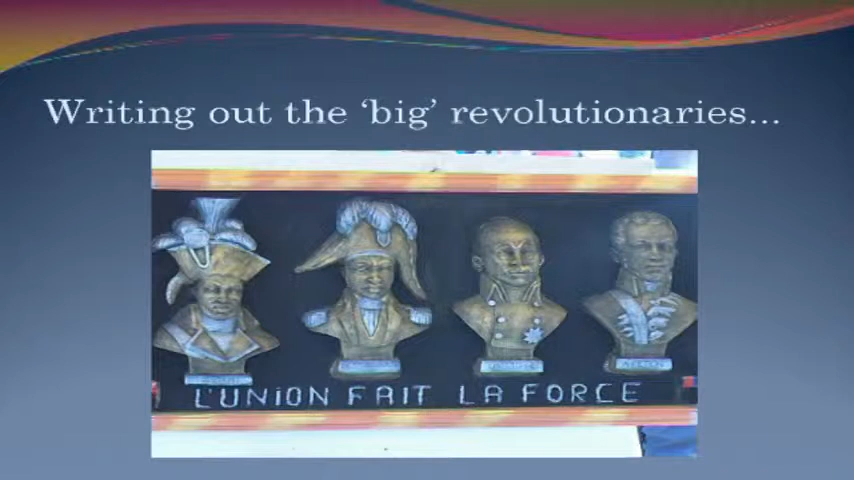 Writing out the ‘big’ revolutionaries...
L'UNION FAIT LA FORCE